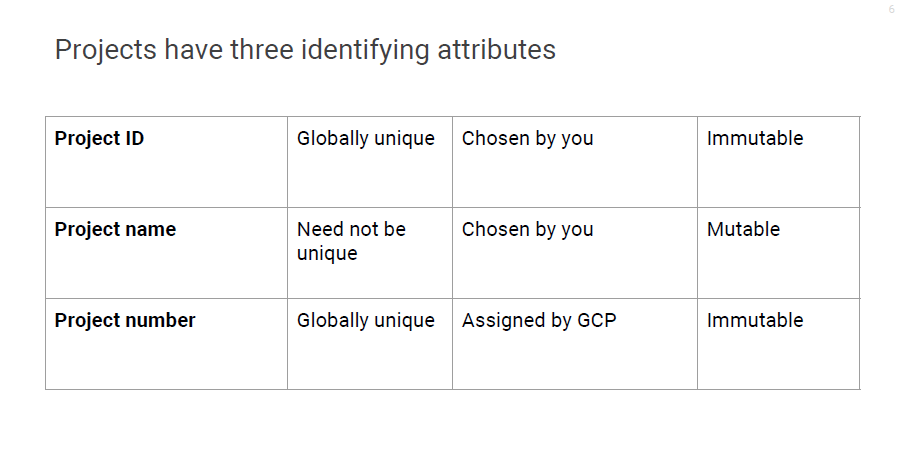 6
Projects have three identifying attributes
Project ID Globally unique Chosen by you Immutable
Project name Need not be unique Chosen by you Mutable
Project number Globally unique Assigned by GCP Immutable